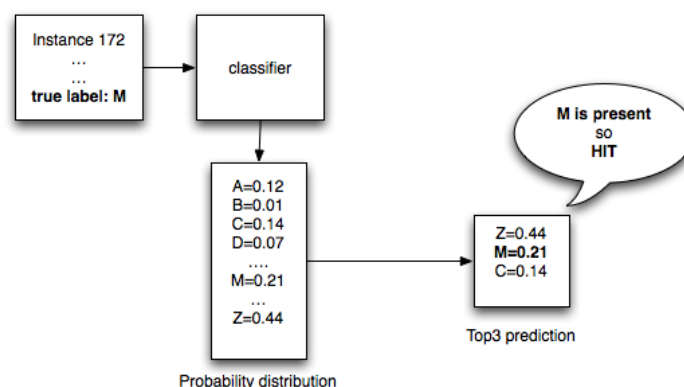 Instance 172
...
...
true label: M
classifier
M is present
so
HIT
A=0.12
B=0.01
C=0.14
D=0.07
....
M=0.21
...
Z=0.44
Z=0.44
M=0.21
C=0.14
Top3 prediction
Probability distribution